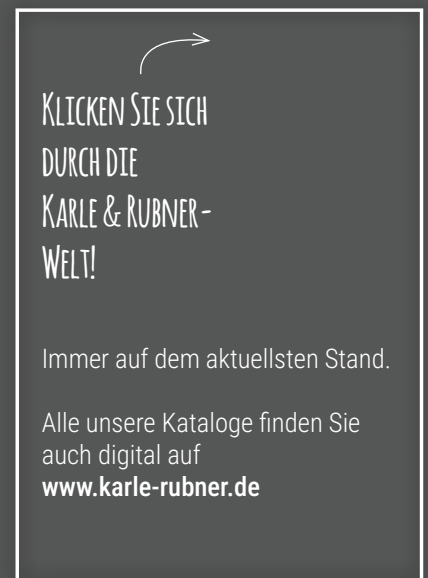 Klicken Sie sich
durch die
Karle & Rubner-
Welt!
Immer auf dem aktuellsten Stand.
Alle unsere Kataloge finden Sie
auch digital auf
www.karle-rubner.de